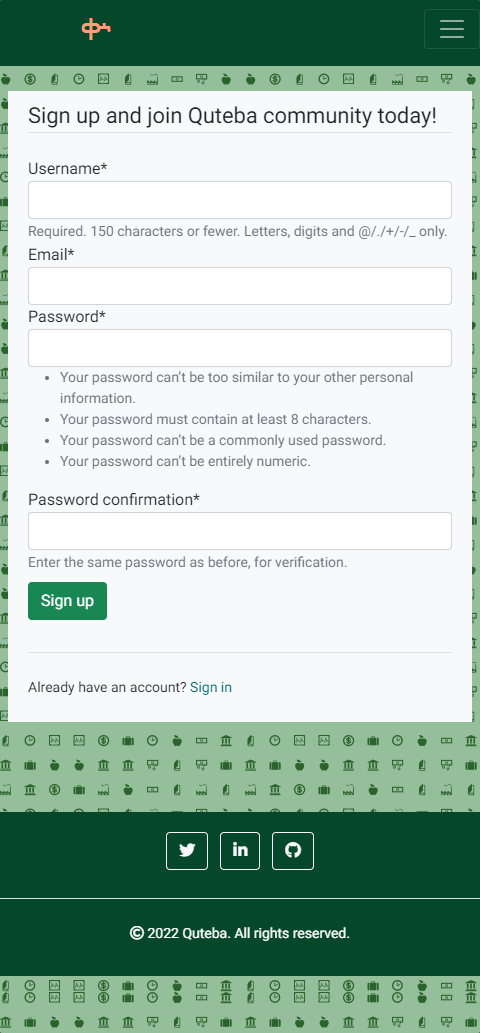 Sign up and join Quteba community today!
Username*
Required. 150 characters or fewer. Letters, digits and @/./+/-/_ only.
Email*
Password*
Your password can't be too similar to your other personal
information.
Your password must contain at least 8 characters.
Your password can't be a commonly used password.
Your password can't be entirely numeric.
Password confirmation*
Enter the same password as before, for verification.
Sign up
Already have an account? Sign in
© 2022 Quteba. All rights reserved.